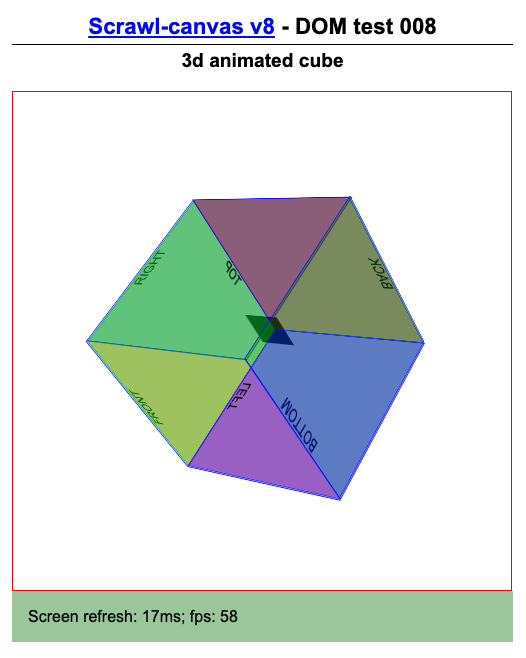 Scrawl-canvas v8 - DOM test 008
3d animated cube
RIGHT
TOP
BACK
FRONT
LEFT
BOTTOM
Screen refresh: 17ms; fps: 58